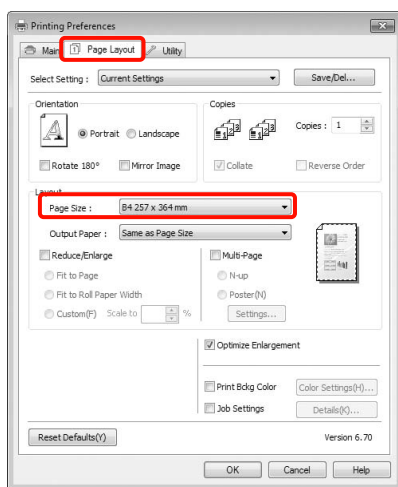 Printing Preferences
Main Page Layout Utility
Select Setting : Current Settings Save/Del...
Orientation Copies
Portrait Landscape Copies : 1
Rotate 180° Mirror Image Collate Reverse Order
Layout
Page Size : B4 257 x 364 mm
Output Paper : Same as Page Size
Reduce/Enlarge Multi-Page
Fit to Page N-up
Fit to Roll Paper Width Poster(N)
Custom(F) Scale to % Settings...
Optimize Enlargement
Print Bckg Color Color Settings(H)...
Job Settings Details(K)...
Reset Defaults(Y) Version 6.70
OK Cancel Help